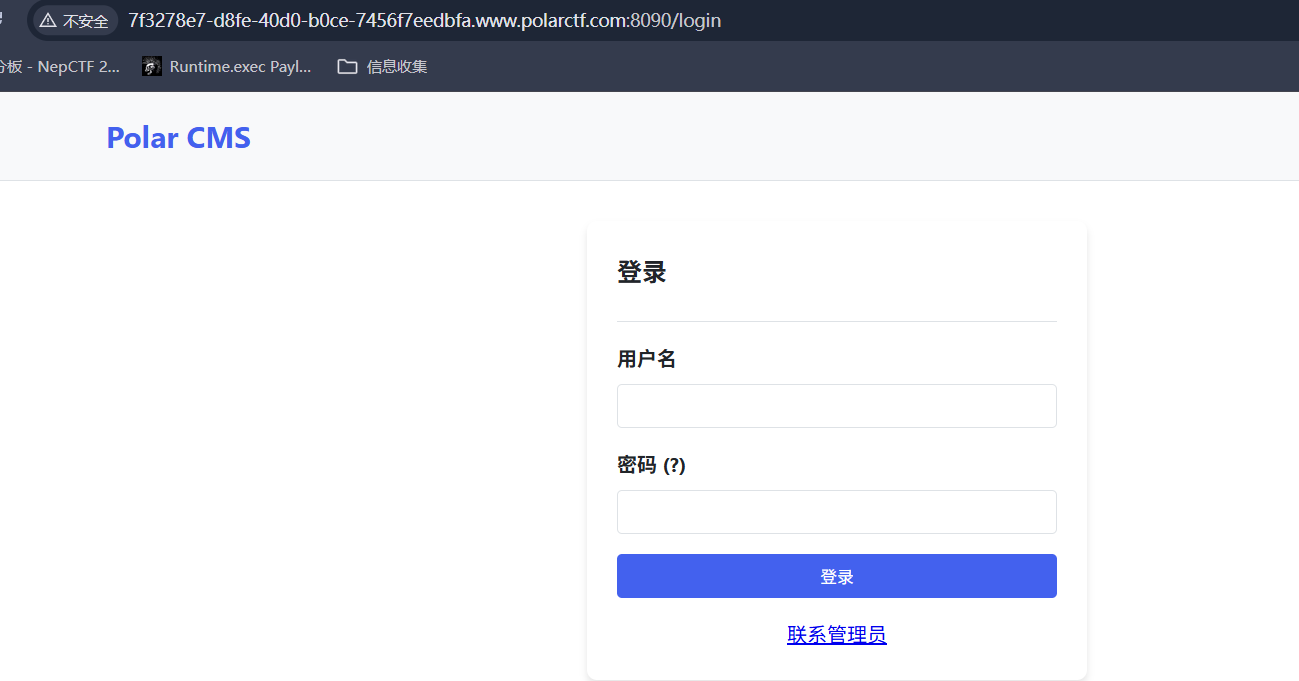 不安全 7f3278e7-d8fe-40d0-b0ce-7456f7eedbfa.www.polarctf.com:8090/login
分板 - NepCTF 2... Runtime.exec Payl... 信息收集
Polar CMS
登录
用户名
密码 (?)
登录
联系管理员